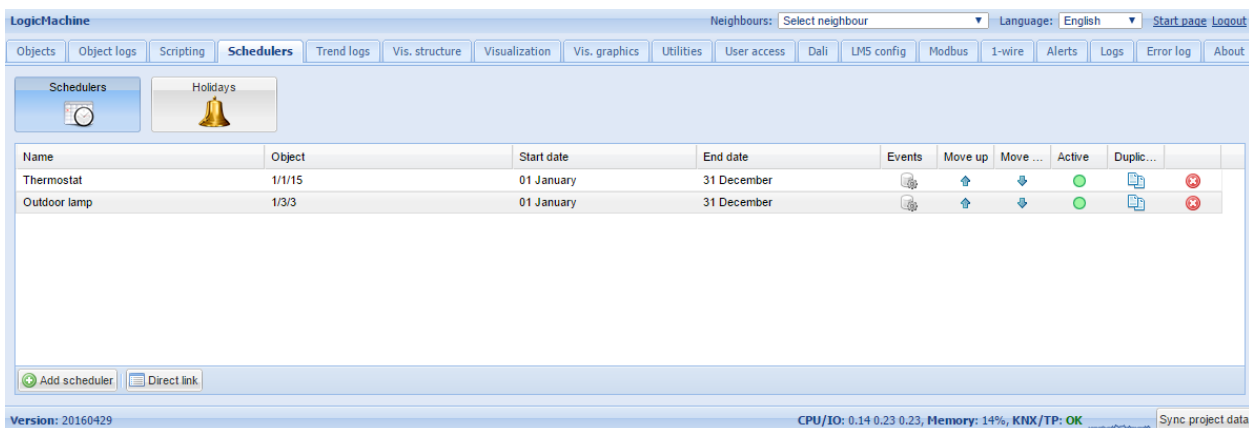 LogicMachine Neighbours: Select neighbour Language: English Start page Logout
Objects Object logs Scripting Schedulers Trend logs Vis. structure Visualization Vis. graphics Utilities User access Dali LM5 config Modbus 1-wire Alerts Logs Error log About
Schedulers Holidays
Name Object Start date End date Events Move up Move ... Active Duplic...
Thermostat 1/1/15 01 January 31 December
Outdoor lamp 1/3/3 01 January 31 December
Add scheduler Direct link
Version: 20160429 CPU/IO: 0.14 0.23 0.23, Memory: 14%, KNX/TP: OK Sync project data